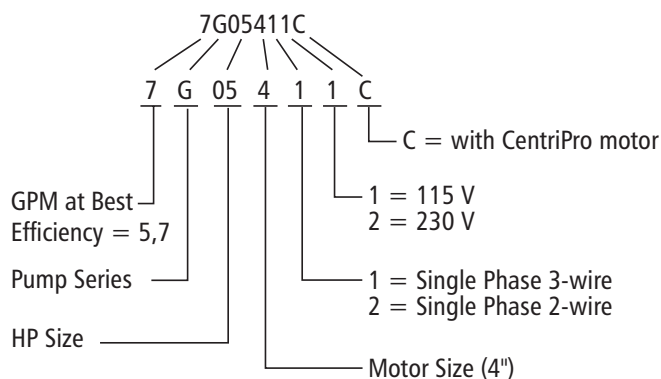 7G05411C
7 G 05 4 1 1 C
C = with CentriPro motor
GPM at Best
Efficiency = 5,7
1 = 115 V
2 = 230 V
Pump Series
1 = Single Phase 3-wire
2 = Single Phase 2-wire
HP Size
Motor Size (4")